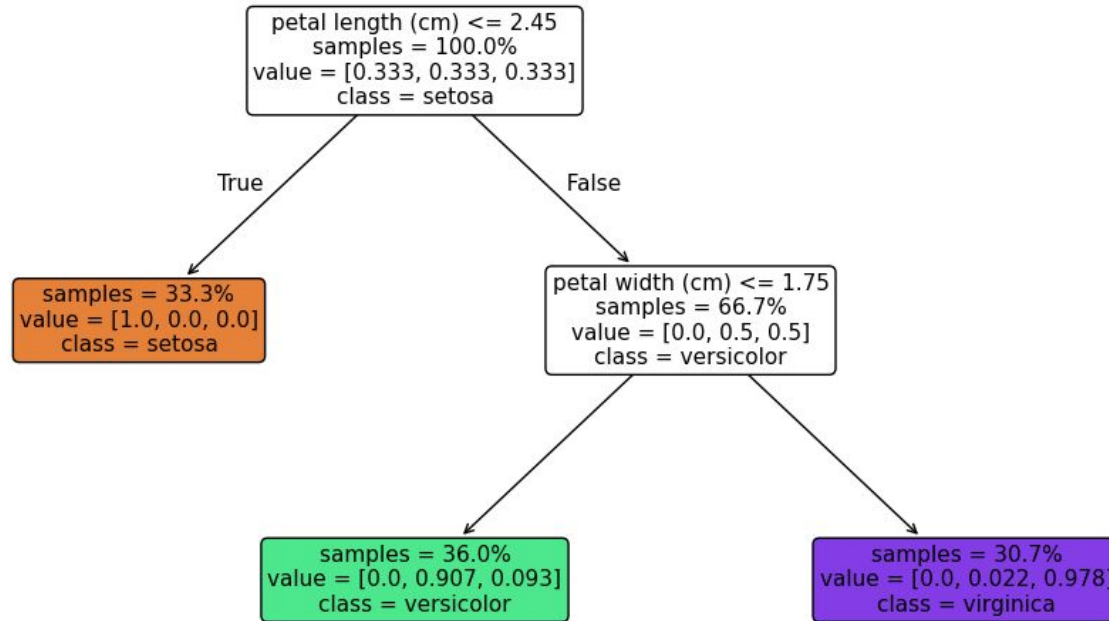 petal length (cm) <= 2.45
samples = 100.0%
value = [0.333, 0.333, 0.333]
class = setosa
True
False
samples = 33.3%
value = [1.0, 0.0, 0.0]
class = setosa
petal width (cm) <= 1.75
samples = 66.7%
value = [0.0, 0.5, 0.5]
class = versicolor
samples = 36.0%
value = [0.0, 0.907, 0.093]
class = versicolor
samples = 30.7%
value = [0.0, 0.022, 0.978]
class = virginica